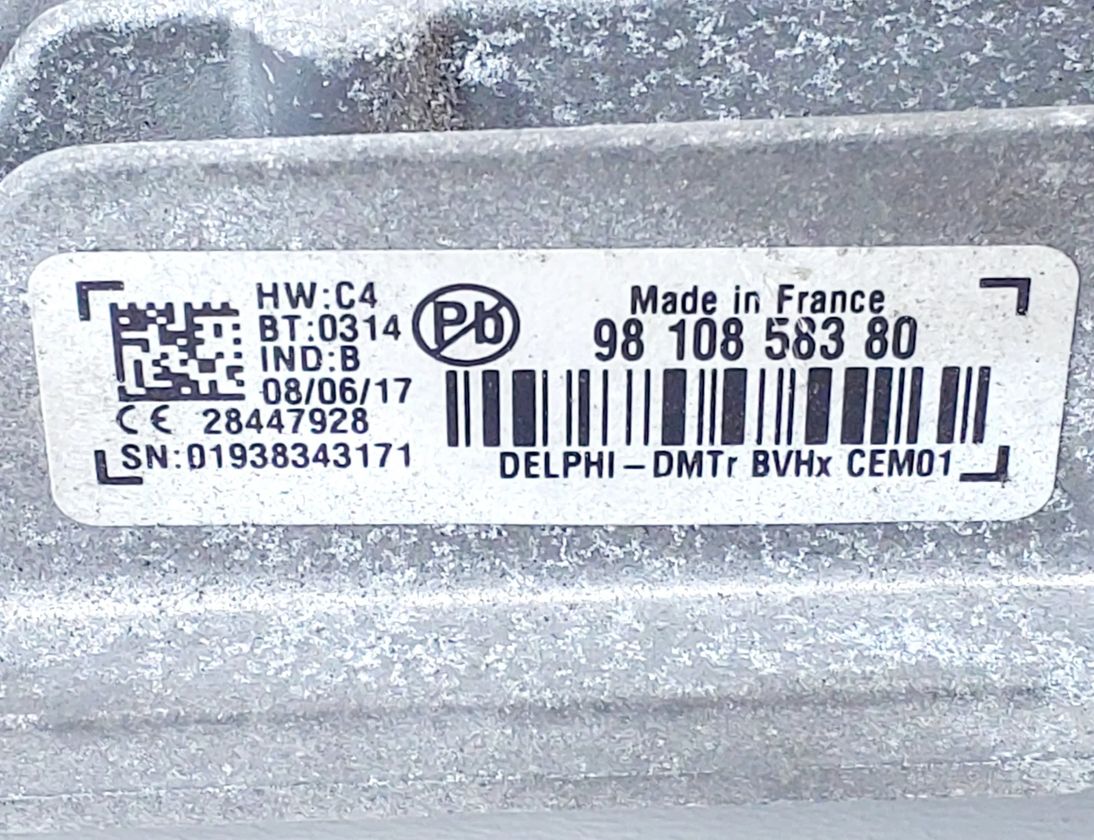 HW:C4
BT:0314
IND:B
08/06/17
CE 28447928
SN:01938343171
Pb
Made in France
98 108 583 80
DELPHI-DMTr BVHx CEM01